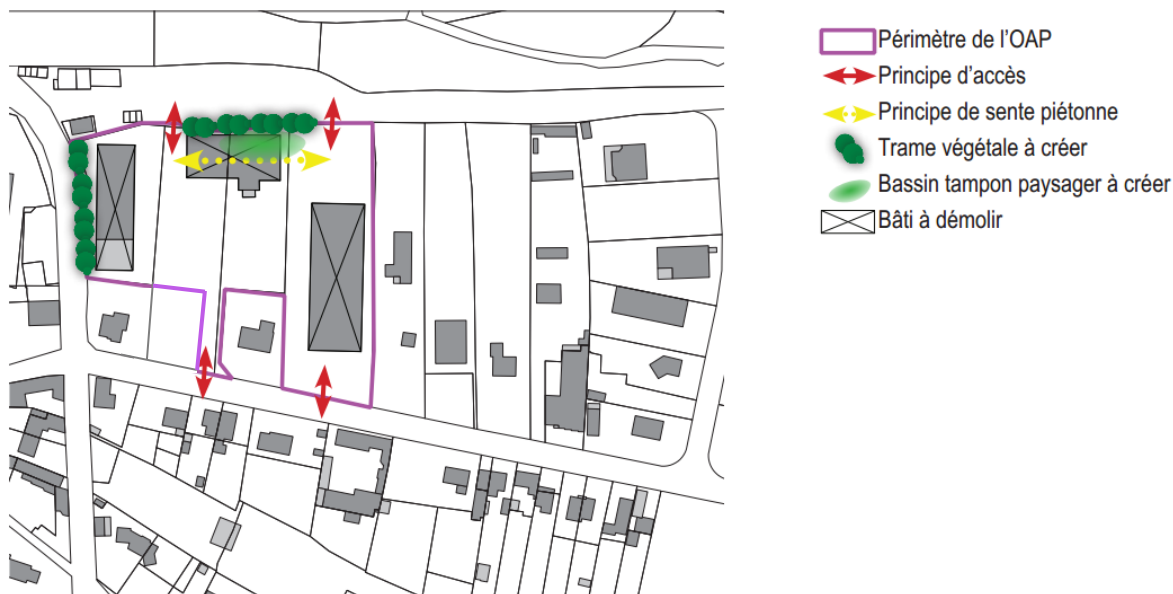 Périmètre de l’OAP
Principe d’accès
Principe de sente piétonne
Trame végétale à créer
Bassin tampon paysager à créer
Bâti à démolir